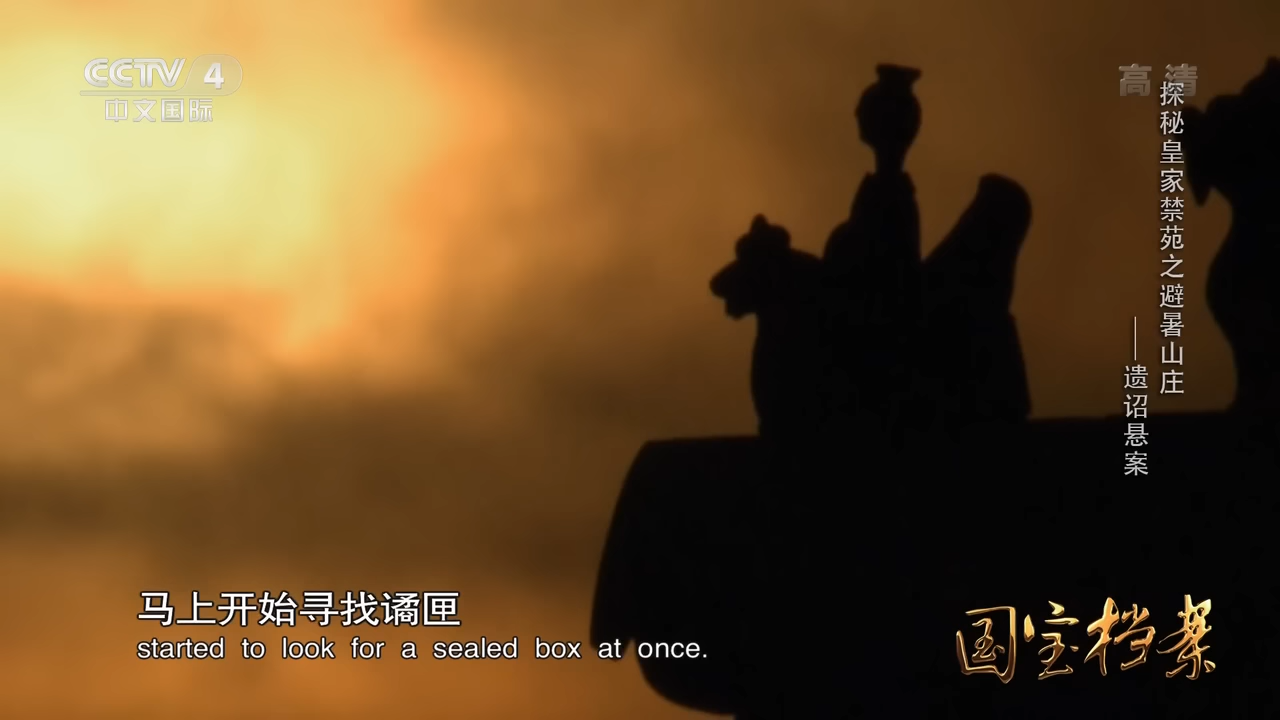 CCTV 4
中文国际
高清
探秘皇家禁苑之避暑山庄
——遗诏悬案
马上开始寻找谲匣
started to look for a sealed box at once.
国宝档案